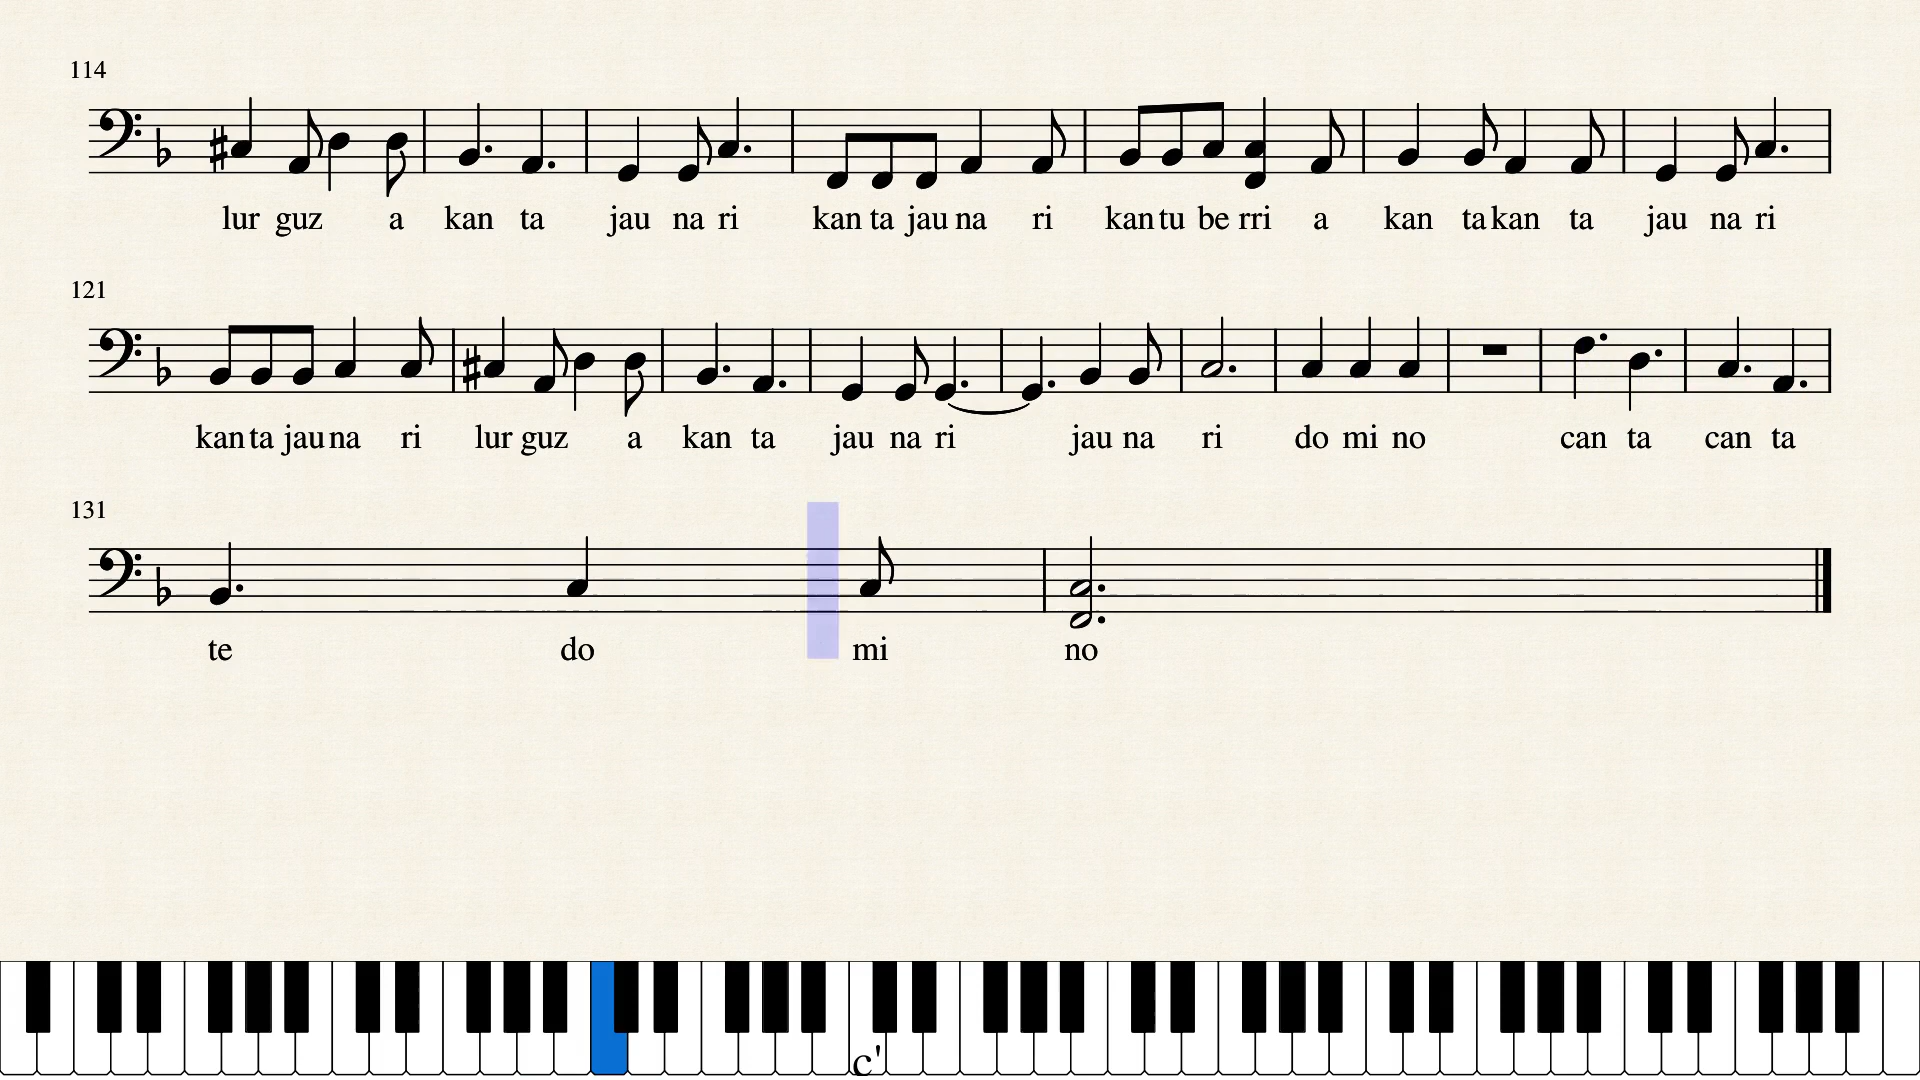 114
lur guz a kan ta jau na ri kan ta jau na ri kan tu be rri a kan ta kan ta jau na ri
121
kan ta jau na ri lur guz a kan ta jau na ri jau na ri do mi no can ta can ta
131
te do mi no
c'